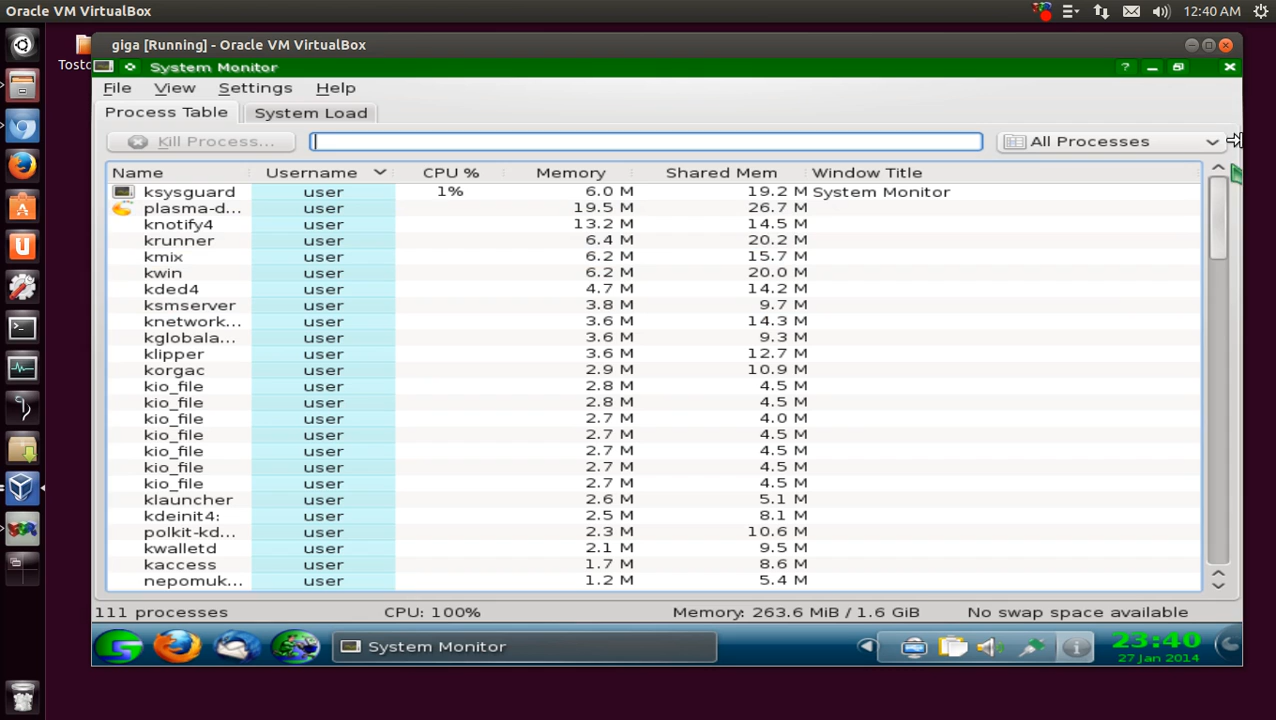 Oracle VM VirtualBox
12:40 AM
Tosto
giga [Running] - Oracle VM VirtualBox
System Monitor
File View Settings Help
Process Table System Load
Kill Process... All Processes
Name Username CPU % Memory Shared Mem Window Title
ksysguard user 1% 6.0 M 19.2 M System Monitor
plasma-d... user 19.5 M 26.7 M
knotify4 user 13.2 M 14.5 M
krunner user 6.4 M 20.2 M
kmix user 6.2 M 15.7 M
kwin user 6.2 M 20.0 M
kded4 user 4.7 M 14.2 M
ksmserver user 3.8 M 9.7 M
knetwork... user 3.6 M 14.3 M
kglobala... user 3.6 M 9.3 M
klipper user 3.6 M 12.7 M
korgac user 2.9 M 10.9 M
kio_file user 2.8 M 4.5 M
kio_file user 2.8 M 4.5 M
kio_file user 2.7 M 4.0 M
kio_file user 2.7 M 4.5 M
kio_file user 2.7 M 4.5 M
kio_file user 2.7 M 4.5 M
kio_file user 2.7 M 4.5 M
klauncher user 2.6 M 5.1 M
kdeinit4: user 2.5 M 8.1 M
polkit-kd... user 2.3 M 10.6 M
kwalletd user 2.1 M 9.5 M
kaccess user 1.7 M 8.6 M
nepomuk... user 1.2 M 5.4 M
111 processes CPU: 100% Memory: 263.6 MiB / 1.6 GiB No swap space available
System Monitor
23:40
27 Jan 2014